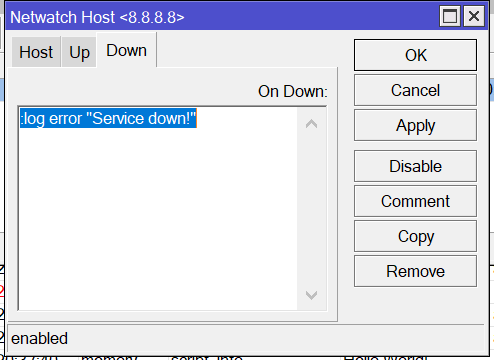 Netwatch Host <8.8.8.8>
Host Up Down
OK
On Down:
Cancel
:log error "Service down!"
Apply
Disable
Comment
Copy
Remove
enabled